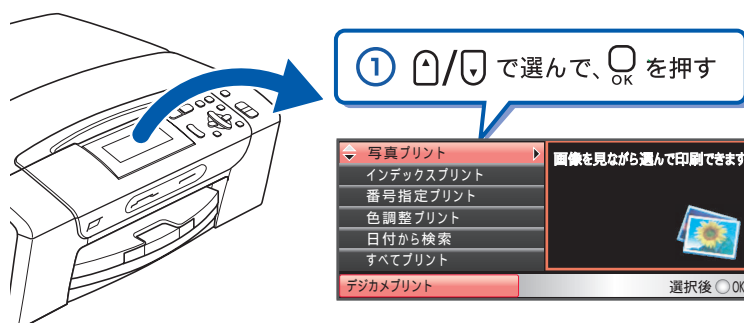 ① / で選んで、OK を押す
写真プリント
インデックスプリント
番号指定プリント
色調整プリント
日付から検索
すべてプリント
画像を見ながら選んで印刷できます
デジカメプリント
選択後 OK